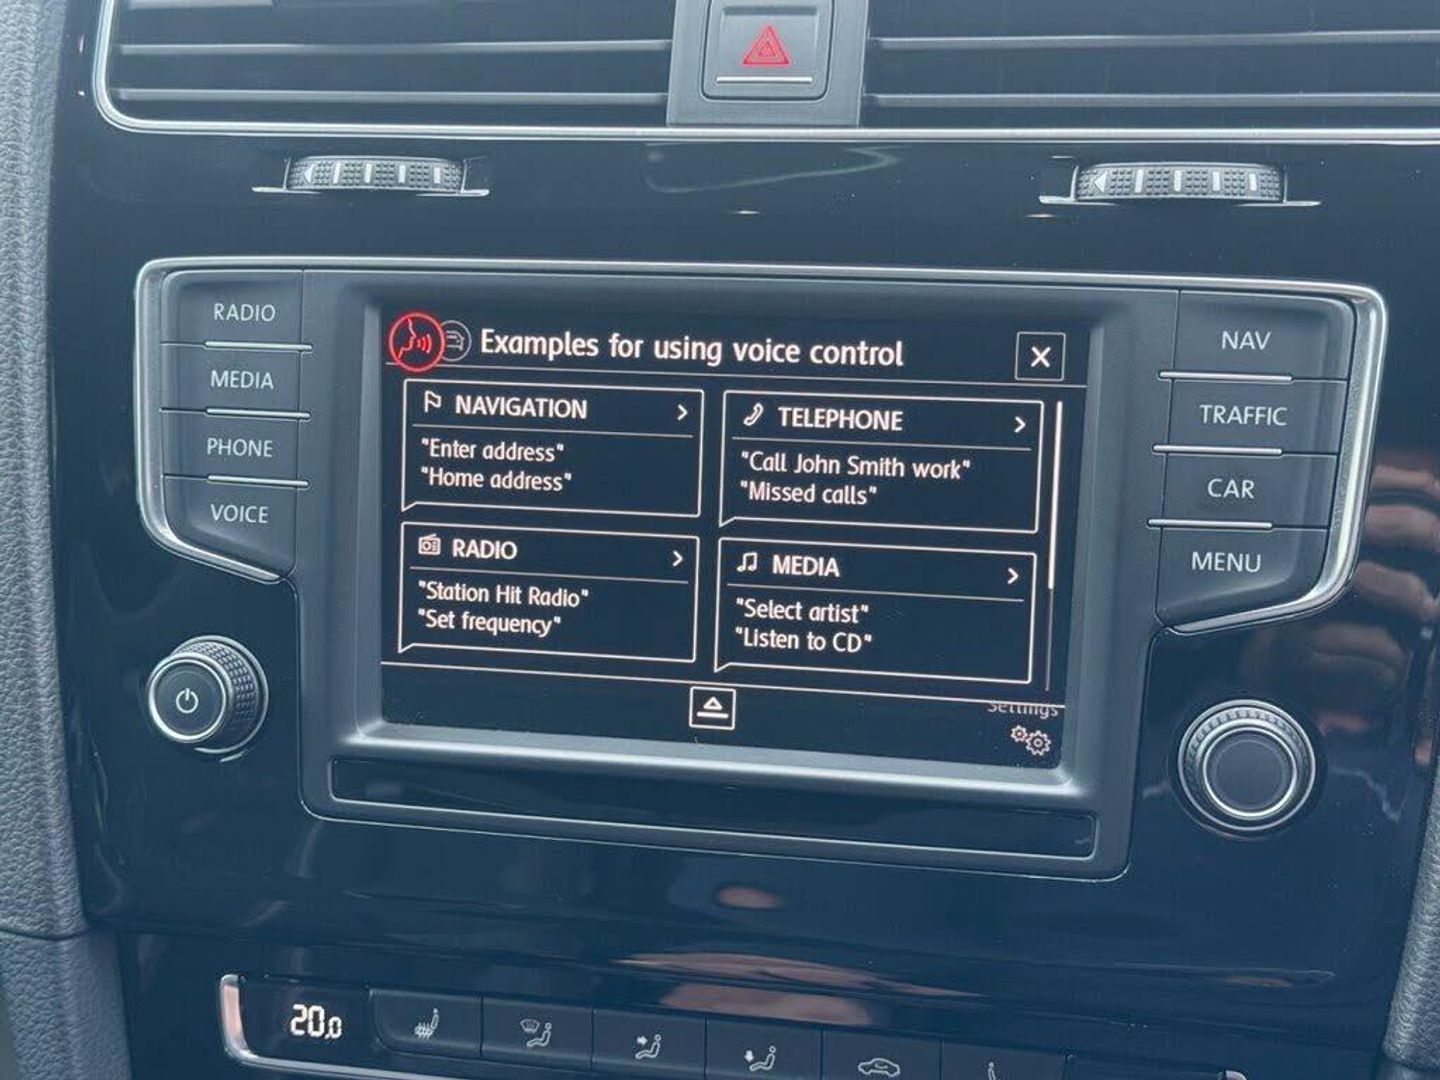 RADIO
MEDIA
PHONE
VOICE
Examples for using voice control
NAVIGATION
"Enter address"
"Home address"
TELEPHONE
"Call John Smith work"
"Missed calls"
RADIO
"Station Hit Radio"
"Set frequency"
MEDIA
"Select artist"
"Listen to CD"
Settings
NAV
TRAFFIC
CAR
MENU
20.0